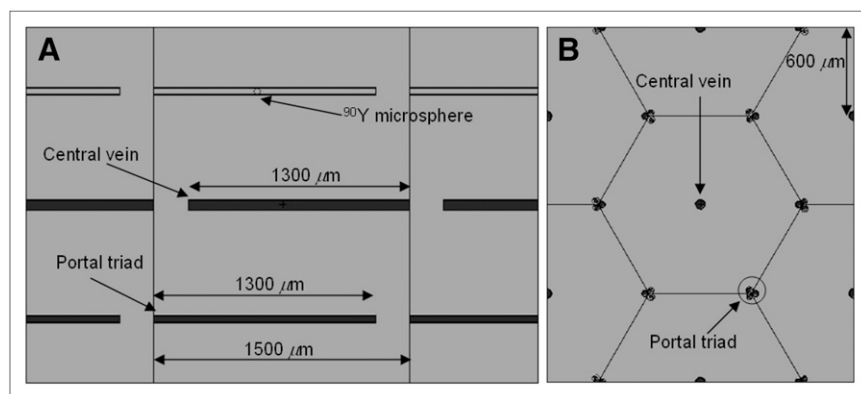 A
⁹⁰Y microsphere
Central vein
1300 µm
Portal triad
1300 µm
1500 µm
B
600 µm
Central vein
Portal triad